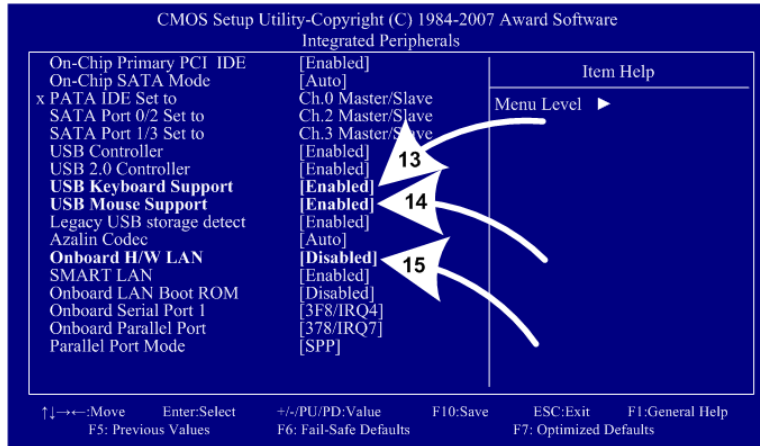 CMOS Setup Utility-Copyright (C) 1984-2007 Award Software
Integrated Peripherals
On-Chip Primary PCI IDE [Enabled]
On-Chip SATA Mode [Auto]
x PATA IDE Set to Ch.0 Master/Slave
SATA Port 0/2 Set to Ch.2 Master/Slave
SATA Port 1/3 Set to Ch.3 Master/Slave
USB Controller [Enabled]
USB 2.0 Controller [Enabled]
USB Keyboard Support [Enabled]
USB Mouse Support [Enabled]
Legacy USB storage detect [Enabled]
Azalin Codec [Auto]
Onboard H/W LAN [Disabled]
SMART LAN [Enabled]
Onboard LAN Boot ROM [Disabled]
Onboard Serial Port 1 [3F8/IRQ4]
Onboard Parallel Port [378/IRQ7]
Parallel Port Mode [SPP]
Item Help
Menu Level ▶
13
14
15
↑↓→←:Move Enter:Select +/-/PU/PD:Value F10:Save ESC:Exit F1:General Help
F5: Previous Values F6: Fail-Safe Defaults F7: Optimized Defaults